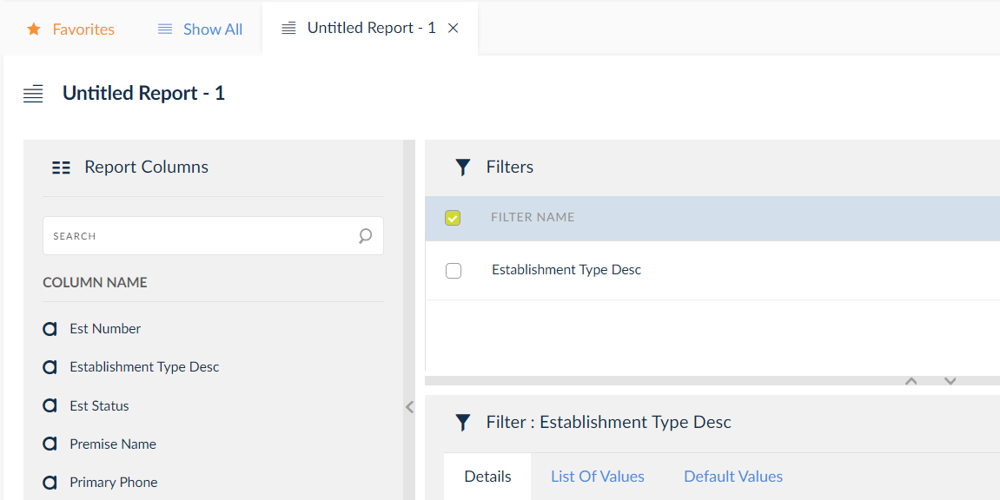 Favorites
Show All
Untitled Report - 1
Untitled Report - 1
Report Columns
SEARCH
COLUMN NAME
Est Number
Establishment Type Desc
Est Status
Premise Name
Primary Phone
Filters
FILTER NAME
Establishment Type Desc
Filter : Establishment Type Desc
Details
List Of Values
Default Values